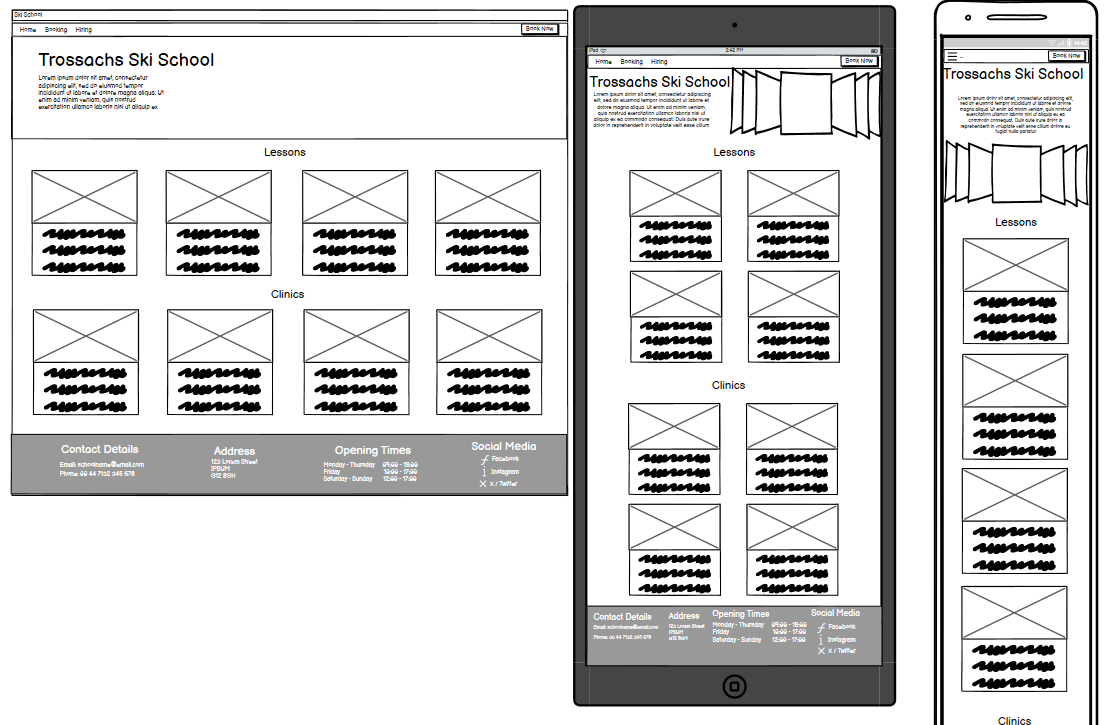 Ski School
Home Booking Hiring Book Now
Trossachs Ski School
Lorem ipsum dolor sit amet, consectetur
adipiscing elit, sed do eiusmod tempor
incididunt ut labore et dolore magna aliqua. Ut
enim ad minim veniam, quis nostrud
exercitation ullamco laboris nisi ut aliquip ex
Lessons
Clinics
Contact Details
Email: schoolname@email.com
Phone: 00 44 7132 345 678
Address
123 Lorem Street
IPSUM
G12 8GH
Opening Times
Monday - Thursday 09:00 - 18:00
Friday 10:00 - 17:00
Saturday - Sunday 12:00 - 17:00
Social Media
Facebook
Instagram
X / Twitter
iPad 2:42 PM
Home Booking Hiring Book Now
Trossachs Ski School
Lorem ipsum dolor sit amet, consectetur adipiscing
elit, sed do eiusmod tempor incididunt ut labore et
dolore magna aliqua. Ut enim ad minim veniam,
quis nostrud exercitation ullamco laboris nisi ut
aliquip ex ea commodo consequat. Duis aute irure dolor
in reprehenderit in voluptate velit esse cillum
Lessons
Clinics
Contact Details
Email: schoolname@email.com
Phone: 00 44 7132 345 678
Address
123 Lorem Street
IPSUM
G12 8GH
Opening Times
Monday - Thursday 09:00 - 18:00
Friday 10:00 - 17:00
Saturday - Sunday 12:00 - 17:00
Social Media
Facebook
Instagram
X / Twitter
Book Now
Trossachs Ski School
Lorem ipsum dolor sit amet, consectetur adipiscing elit,
sed do eiusmod tempor incididunt ut labore et dolore
magna aliqua. Ut enim ad minim veniam, quis nostrud
exercitation ullamco laboris nisi ut aliquip ex ea
commodo consequat. Duis aute irure dolor in
reprehenderit in voluptate velit esse cillum dolore eu
fugiat nulla pariatur.
Lessons
Clinics